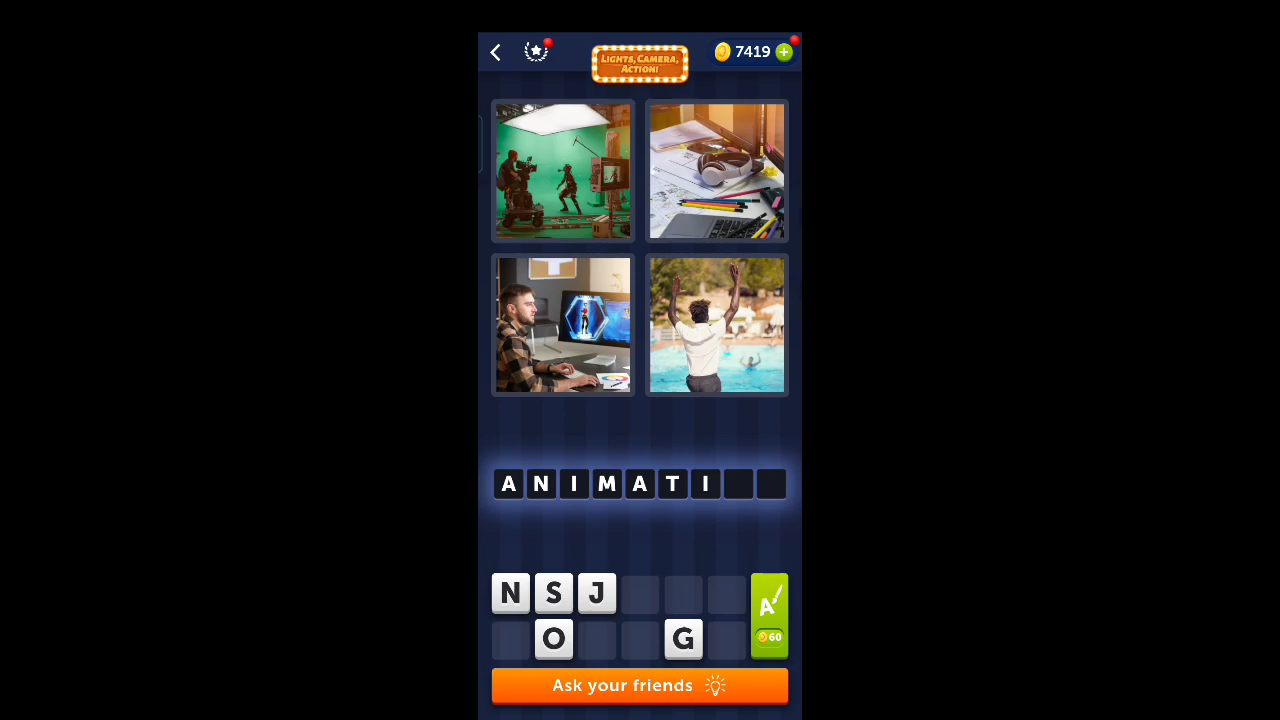 LIGHTS, CAMERA,
ACTION!
7419
A N I M A T I
N S J
A
O G
60
Ask your friends